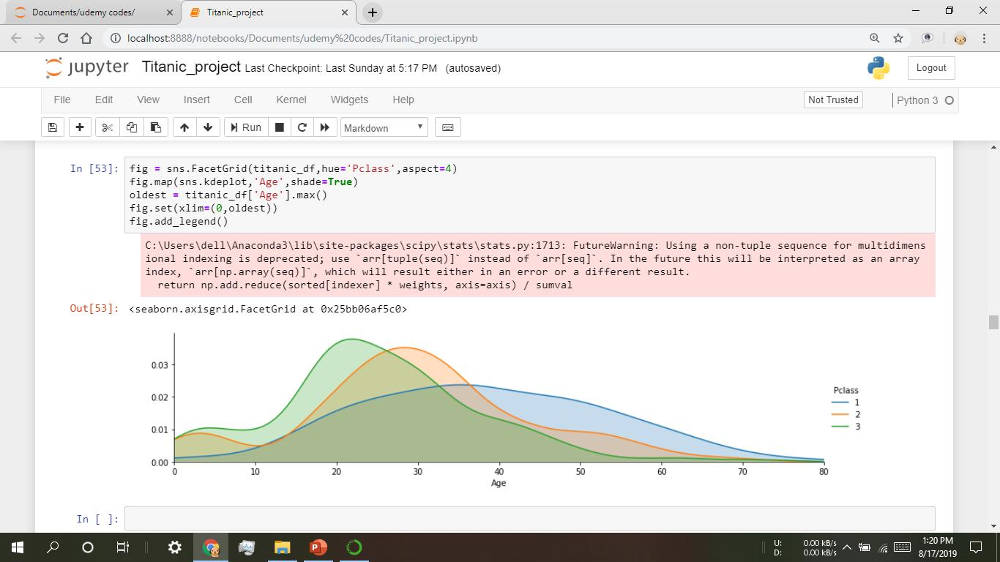 Documents/udemy codes/
Titanic_project
localhost:8888/notebooks/Documents/udemy%20codes/Titanic_project.ipynb
jupyter Titanic_project Last Checkpoint: Last Sunday at 5:17 PM (autosaved)
Logout
File Edit View Insert Cell Kernel Widgets Help
Not Trusted
Python 3
Run
Markdown
In [53]:
fig = sns.FacetGrid(titanic_df,hue='Pclass',aspect=4)
fig.map(sns.kdeplot,'Age',shade=True)
oldest = titanic_df['Age'].max()
fig.set(xlim=(0,oldest))
fig.add_legend()
C:\Users\dell\Anaconda3\lib\site-packages\scipy\stats\stats.py:1713: FutureWarning: Using a non-tuple sequence for multidimens
ional indexing is deprecated; use `arr[tuple(seq)]` instead of `arr[seq]`. In the future this will be interpreted as an array
index, `arr[np.array(seq)]`, which will result either in an error or a different result.
return np.add.reduce(sorted[indexer] * weights, axis=axis) / sumval
Out[53]: <seaborn.axisgrid.FacetGrid at 0x25bb06af5c0>
0.03
0.02
0.01
0.00
0 10 20 30 40 50 60 70 80
Age
Pclass
1
2
3
In [ ]:
U: 0.00 kB/s
D: 0.00 kB/s
1:20 PM
8/17/2019